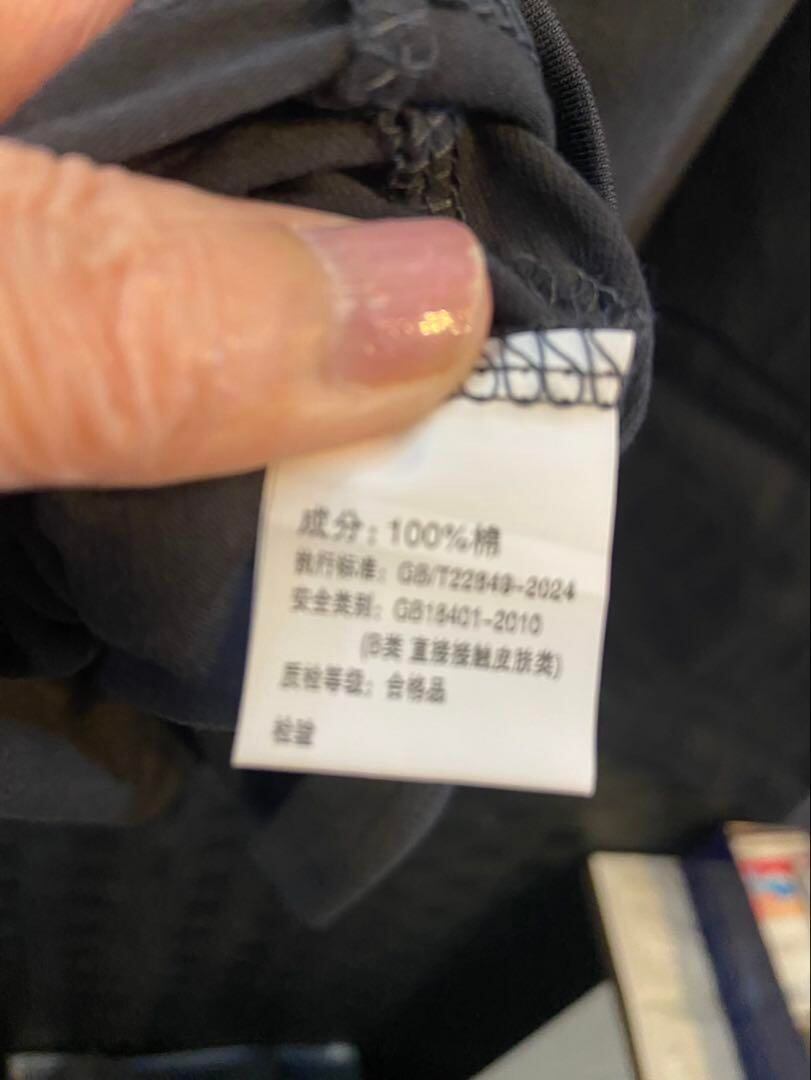 成分：100%棉
执行标准：GB/T22849-2024
安全类别：GB18401-2010
(B类 直接接触皮肤类)
质检等级：合格品
检验